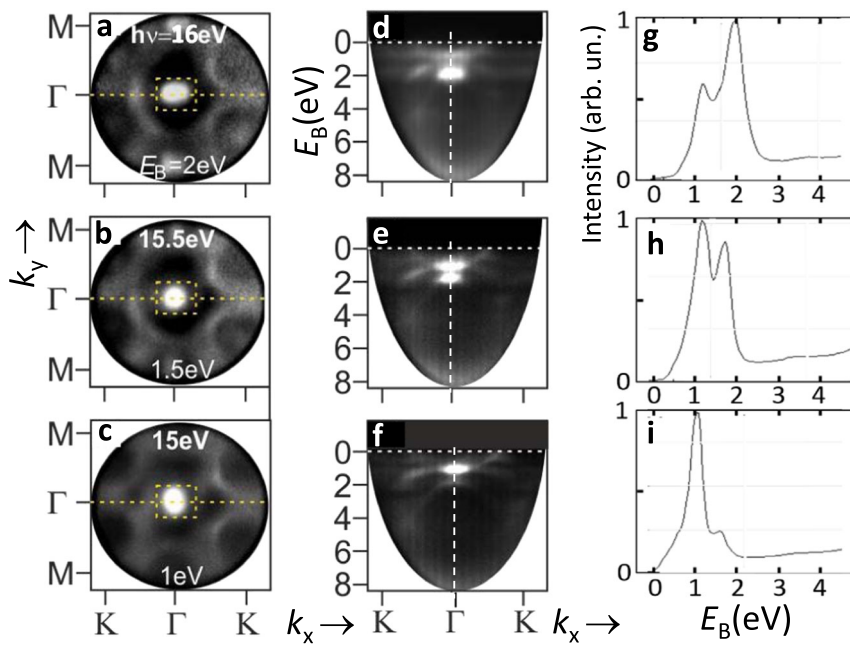 a
hν=16eV
E_B=2eV
M
Γ
M
b
15.5eV
1.5eV
M
Γ
M
c
15eV
1eV
M
Γ
M
K Γ K
k_y →
k_x →
d
0
2
4
6
8
E_B(eV)
e
0
2
4
6
8
f
0
2
4
6
8
K Γ K
k_x →
g
1
0
0 1 2 3 4
Intensity (arb. un.)
h
1
0
0 1 2 3 4
i
1
0
0 1 2 3 4
E_B(eV)